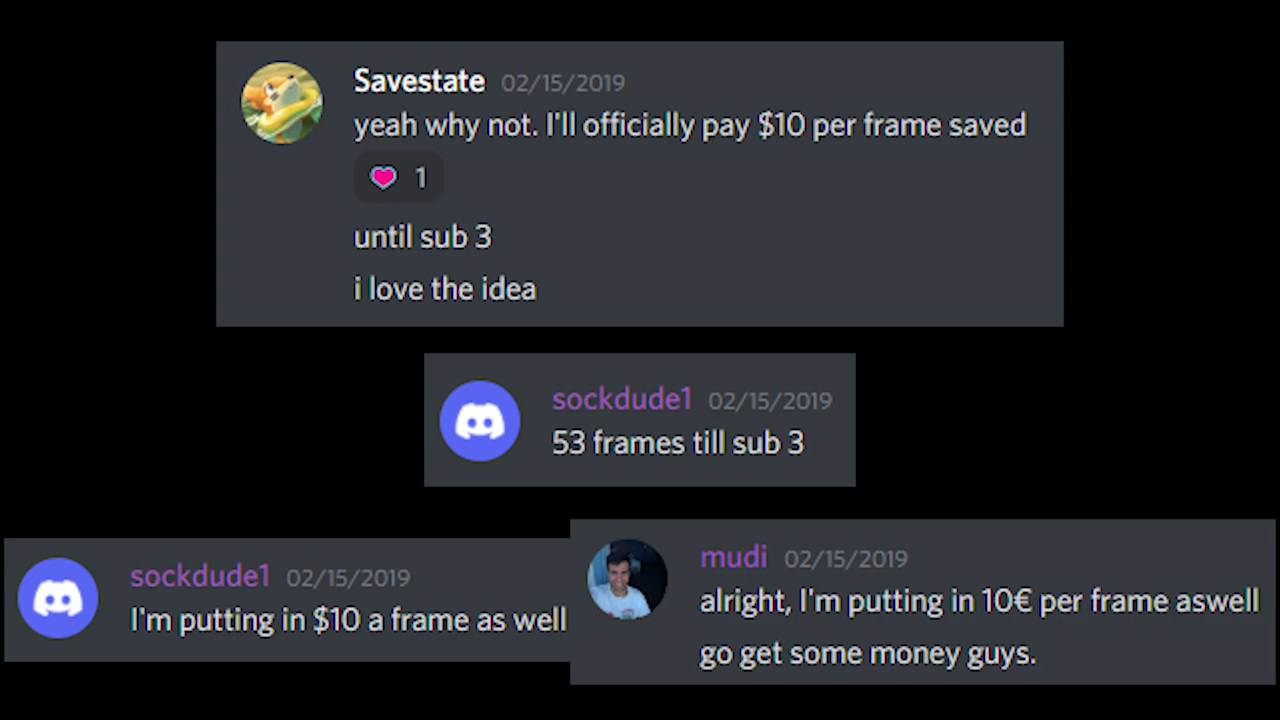 Savestate 02/15/2019
yeah why not. I'll officially pay $10 per frame saved
1
until sub 3
i love the idea
sockdude1 02/15/2019
53 frames till sub 3
sockdude1 02/15/2019
I'm putting in $10 a frame as well
mudi 02/15/2019
alright, I'm putting in 10€ per frame aswell
go get some money guys.